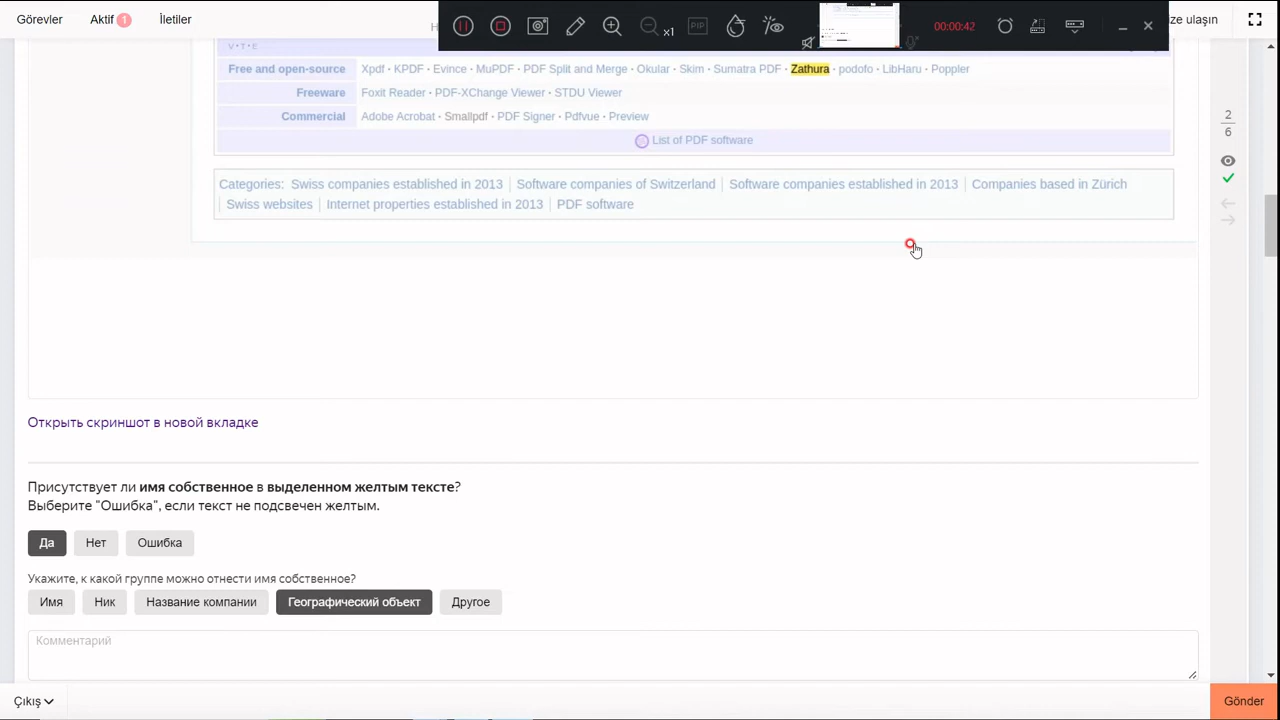 Görevler Aktif 1 İletiler
x1 PIP 00:00:42 ze ulaşın
V·T·E
Free and open-source Xpdf · KPDF · Evince · MuPDF · PDF Split and Merge · Okular · Skim · Sumatra PDF · Zathura · podofo · LibHaru · Poppler
Freeware Foxit Reader · PDF-XChange Viewer · STDU Viewer
Commercial Adobe Acrobat · Smallpdf · PDF Signer · Pdfvue · Preview
List of PDF software
2
6
Categories: Swiss companies established in 2013 | Software companies of Switzerland | Software companies established in 2013 | Companies based in Zürich
| Swiss websites | Internet properties established in 2013 | PDF software
Открыть скриншот в новой вкладке
Присутствует ли имя собственное в выделенном желтым тексте?
Выберите "Ошибка", если текст не подсвечен желтым.
Да Нет Ошибка
Укажите, к какой группе можно отнести имя собственное?
Имя Ник Название компании Географический объект Другое
Комментарий
Çıkış Gönder